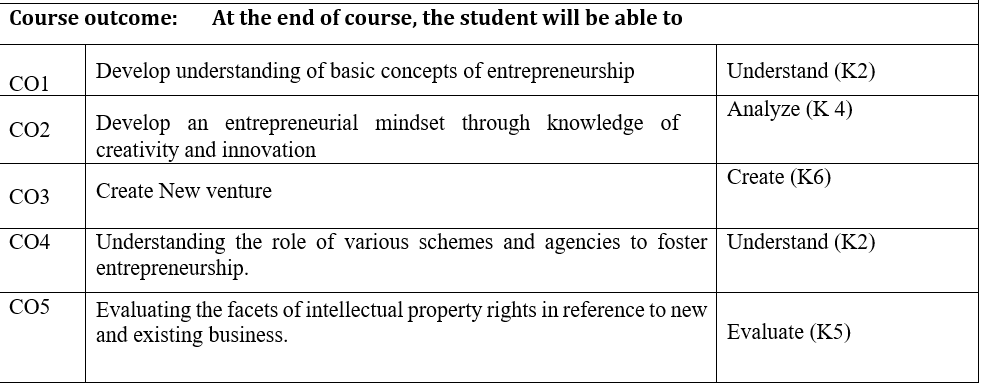 Course outcome: At the end of course, the student will be able to
CO1 Develop understanding of basic concepts of entrepreneurship Understand (K2)
CO2 Develop an entrepreneurial mindset through knowledge of Analyze (K 4)
creativity and innovation
CO3 Create New venture Create (K6)
CO4 Understanding the role of various schemes and agencies to foster Understand (K2)
entrepreneurship.
CO5 Evaluating the facets of intellectual property rights in reference to new
and existing business. Evaluate (K5)